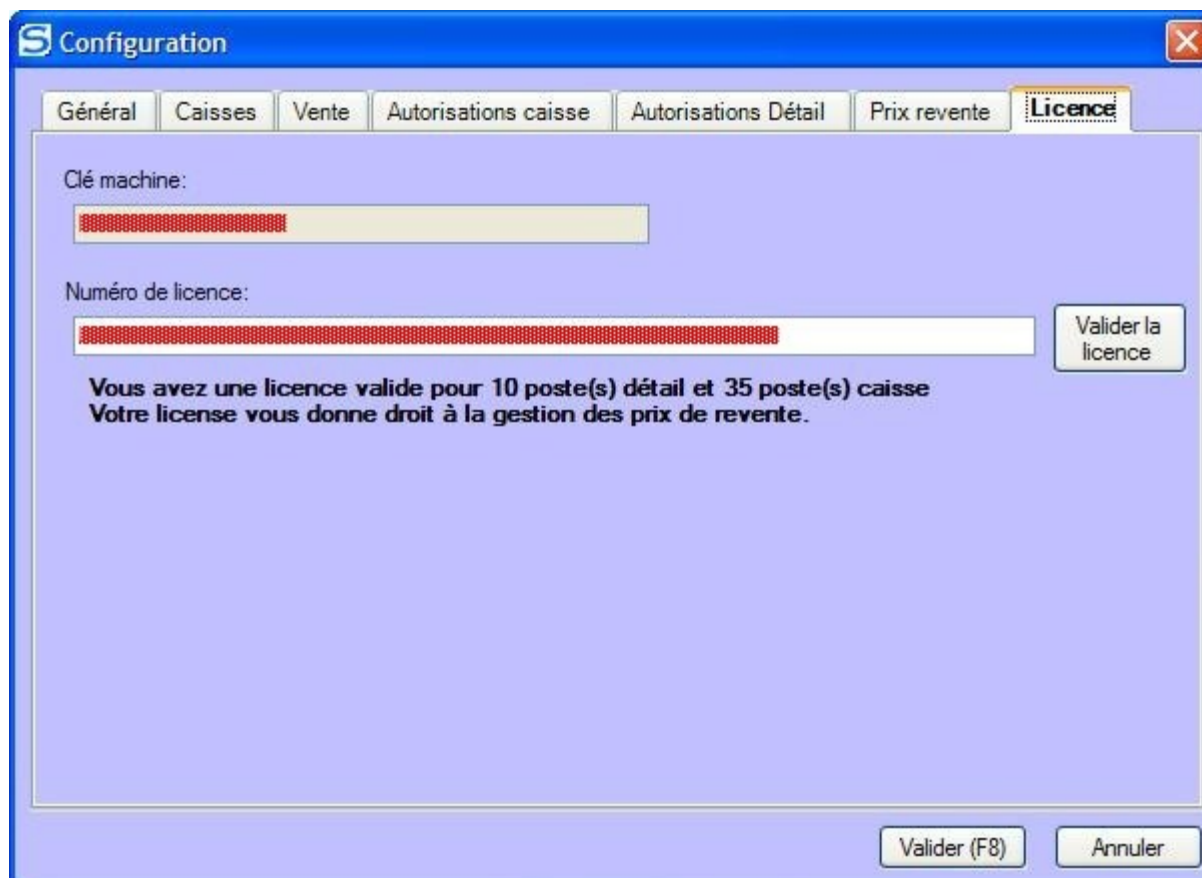 Configuration
Général Caisses Vente Autorisations caisse Autorisations Détail Prix revente Licence
Clé machine:
Numéro de licence:
Valider la
licence
Vous avez une licence valide pour 10 poste(s) détail et 35 poste(s) caisse
Votre license vous donne droit à la gestion des prix de revente.
Valider (F8) Annuler